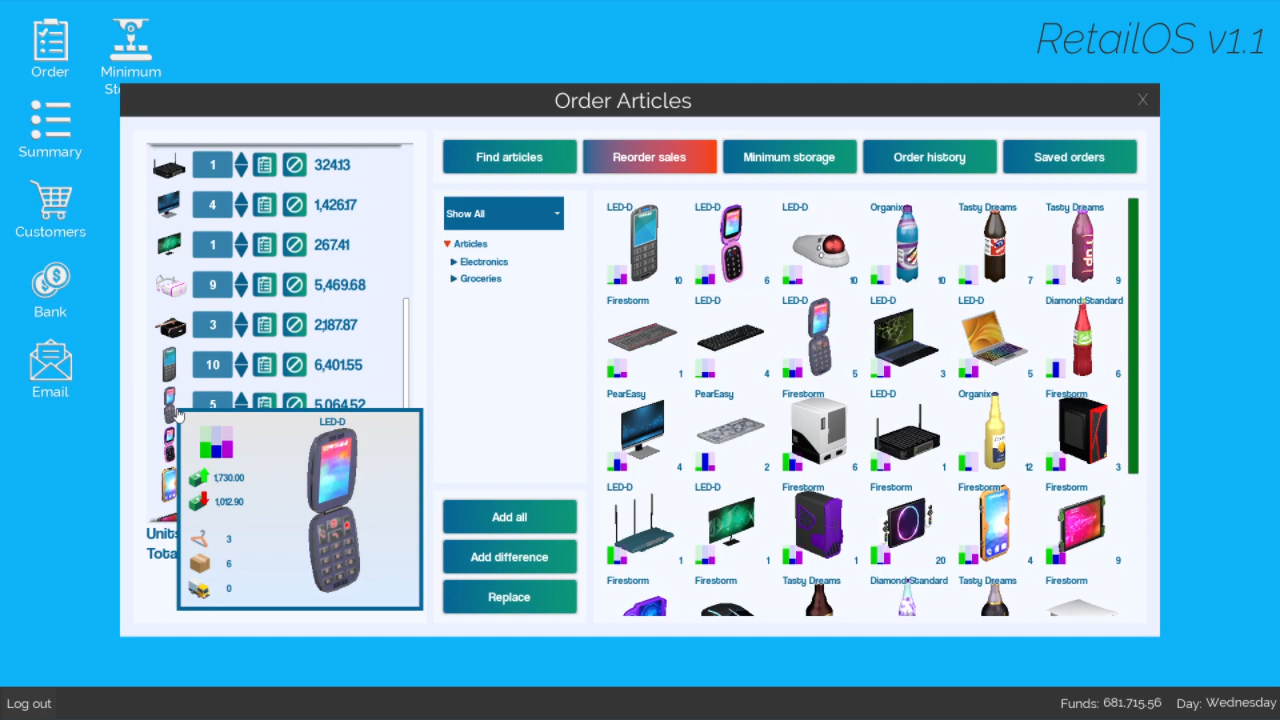 RetailOS v1.1
Order
Minimum
Summary
Customers
Bank
Email
Order Articles
X
1 324.13
4 1,426.17
1 267.41
9 5,469.68
3 2,187.87
10 6,401.55
5 5,064.52
LED-D
1,730.00
1,012.90
3
6
0
Find articles
Reorder sales
Minimum storage
Order history
Saved orders
Show All
Articles
Electronics
Groceries
Add all
Add difference
Replace
LED-D LED-D LED-D Organix Tasty Dreams Tasty Dreams
10 6 10 10 7 9
Firestorm LED-D LED-D LED-D LED-D Diamond Standard
1 4 5 3 5 6
PearEasy PearEasy Firestorm LED-D Organix Firestorm
4 2 6 1 12 3
LED-D LED-D Firestorm Firestorm Firestorm Firestorm
1 1 1 20 4 9
Firestorm Firestorm Tasty Dreams Diamond Standard Tasty Dreams Firestorm
Log out
Funds: 681,715.56 Day: Wednesday